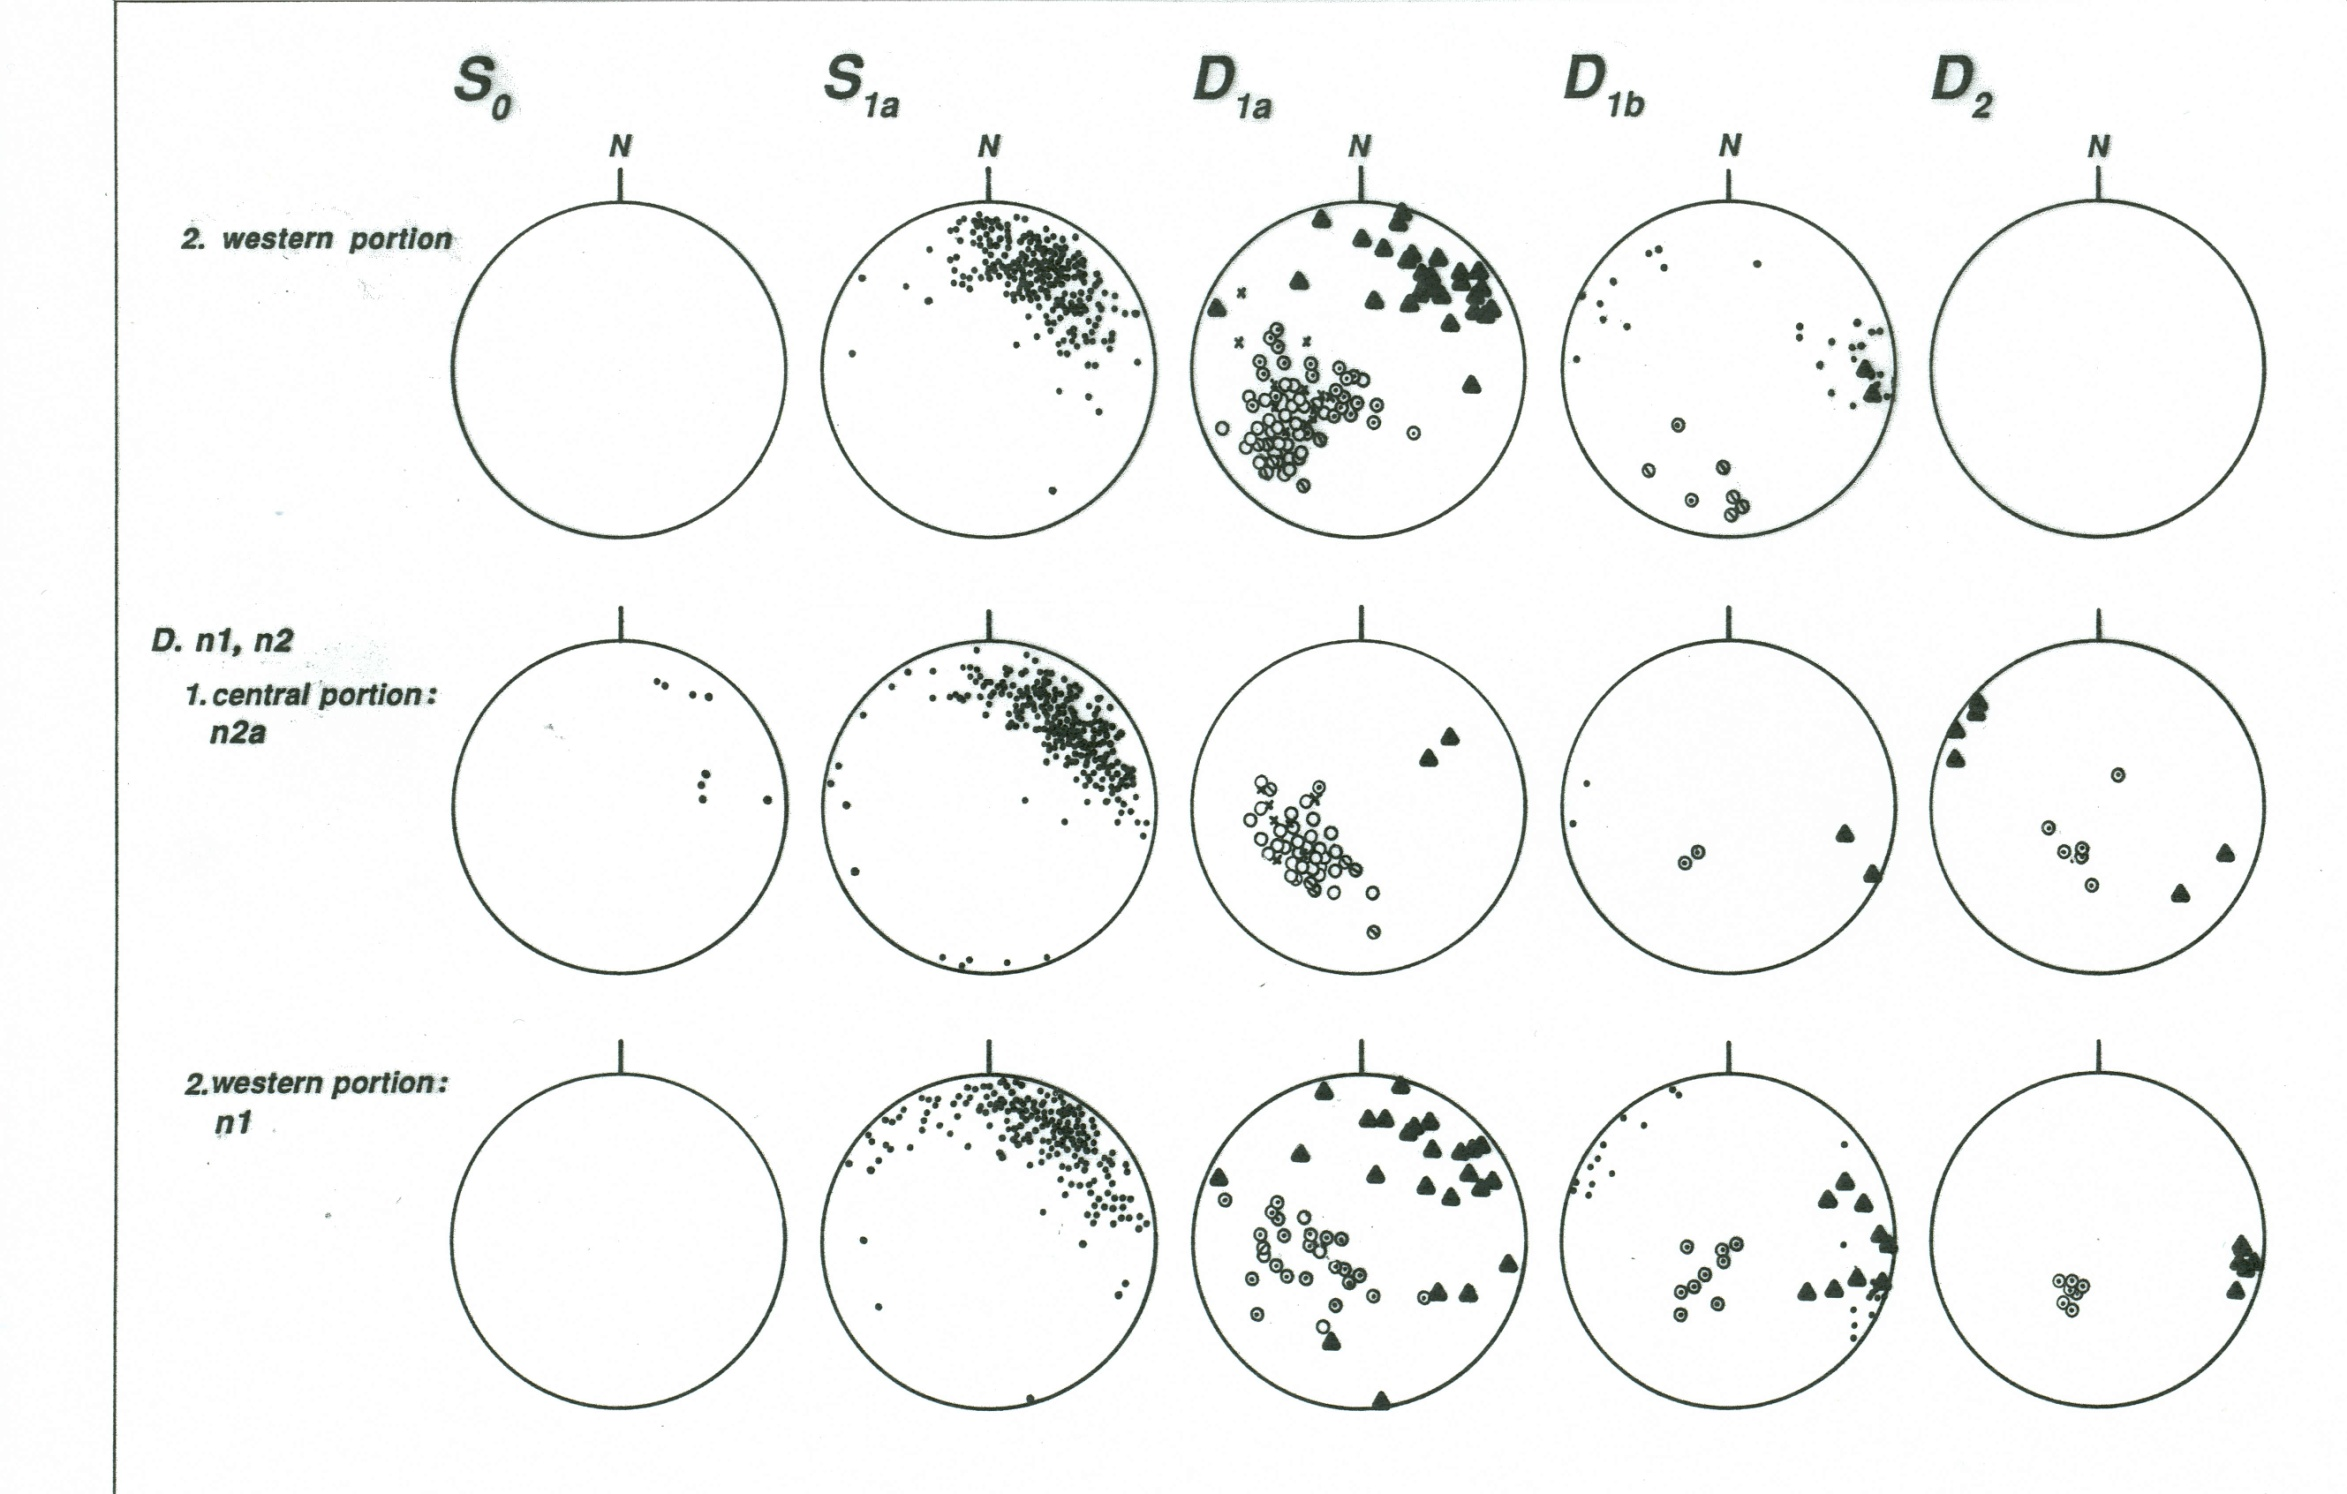 S0 S1a D1a D1b D2
N N N N N
2. western portion
D. n1, n2
1. central portion:
n2a
2. western portion:
n1